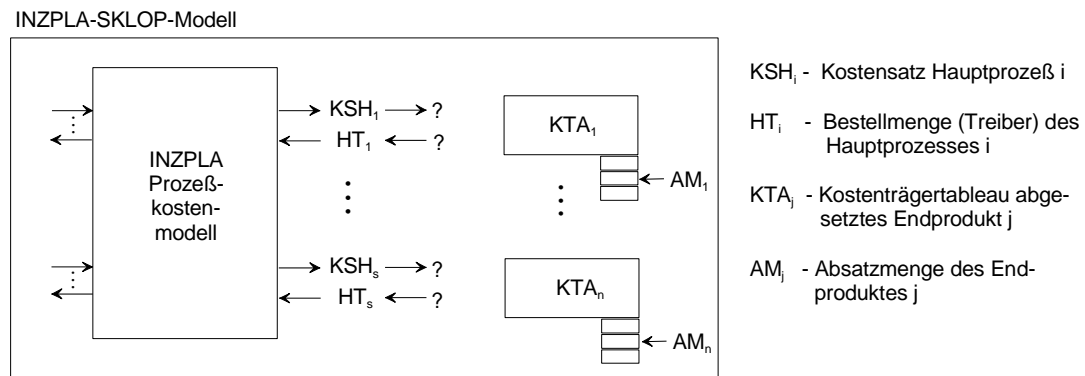 INZPLA-SKLOP-Modell
INZPLA
Prozeß-
kosten-
modell
KSH₁ ?
HT₁ ?
KSHₛ ?
HTₛ ?
KTA₁
AM₁
KTAₙ
AMₙ
KSHᵢ - Kostensatz Hauptprozeß i
HTᵢ - Bestellmenge (Treiber) des
Hauptprozesses i
KTAⱼ - Kostenträgertableau abge-
setztes Endprodukt j
AMⱼ - Absatzmenge des End-
produktes j